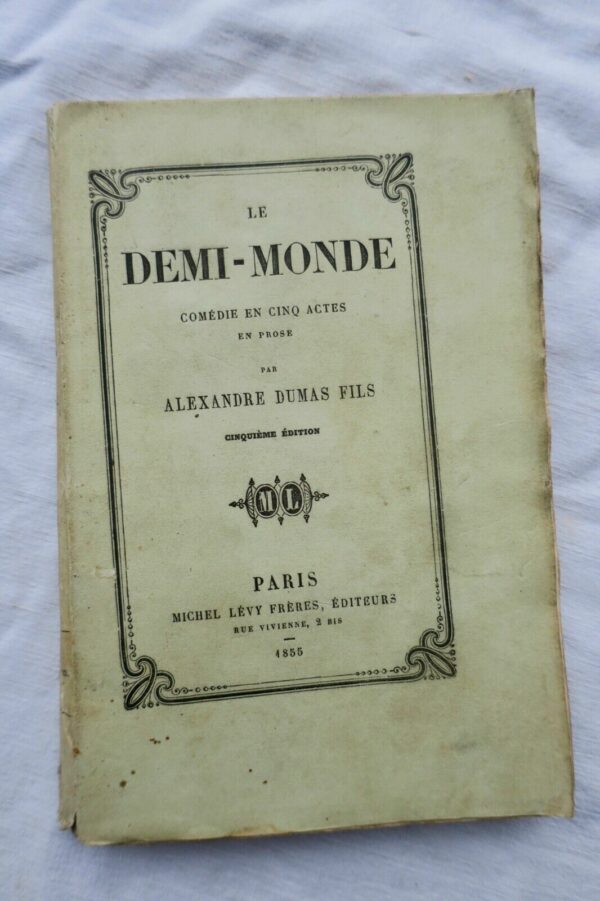 LE
DEMI-MONDE
COMÉDIE EN CINQ ACTES
EN PROSE
PAR
ALEXANDRE DUMAS FILS
CINQUIÈME ÉDITION
ML
PARIS
MICHEL LÉVY FRÈRES, ÉDITEURS
RUE VIVIENNE, 2 BIS
—
1855